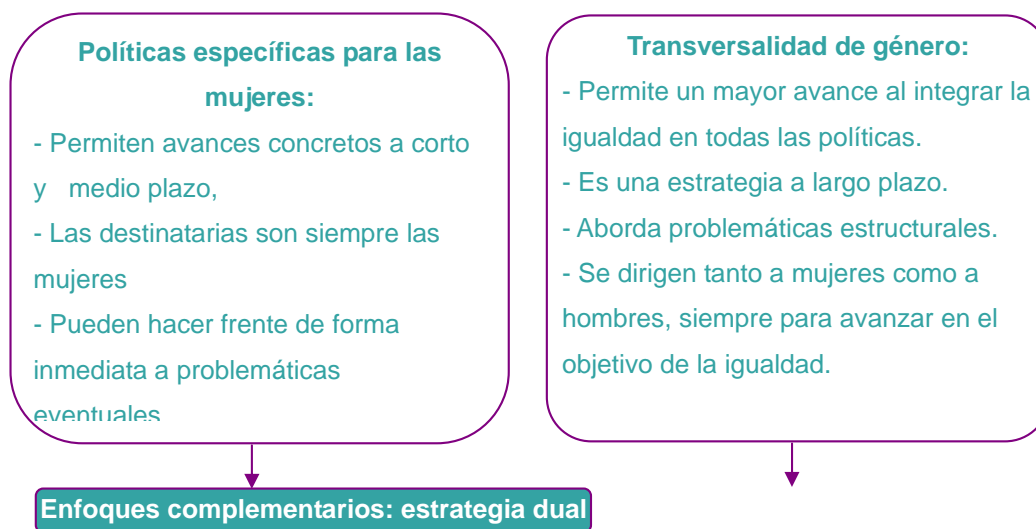 Políticas específicas para las
mujeres:
- Permiten avances concretos a corto
y medio plazo,
- Las destinatarias son siempre las
mujeres
- Pueden hacer frente de forma
inmediata a problemáticas
eventuales
Transversalidad de género:
- Permite un mayor avance al integrar la
igualdad en todas las políticas.
- Es una estrategia a largo plazo.
- Aborda problemáticas estructurales.
- Se dirigen tanto a mujeres como a
hombres, siempre para avanzar en el
objetivo de la igualdad.
Enfoques complementarios: estrategia dual